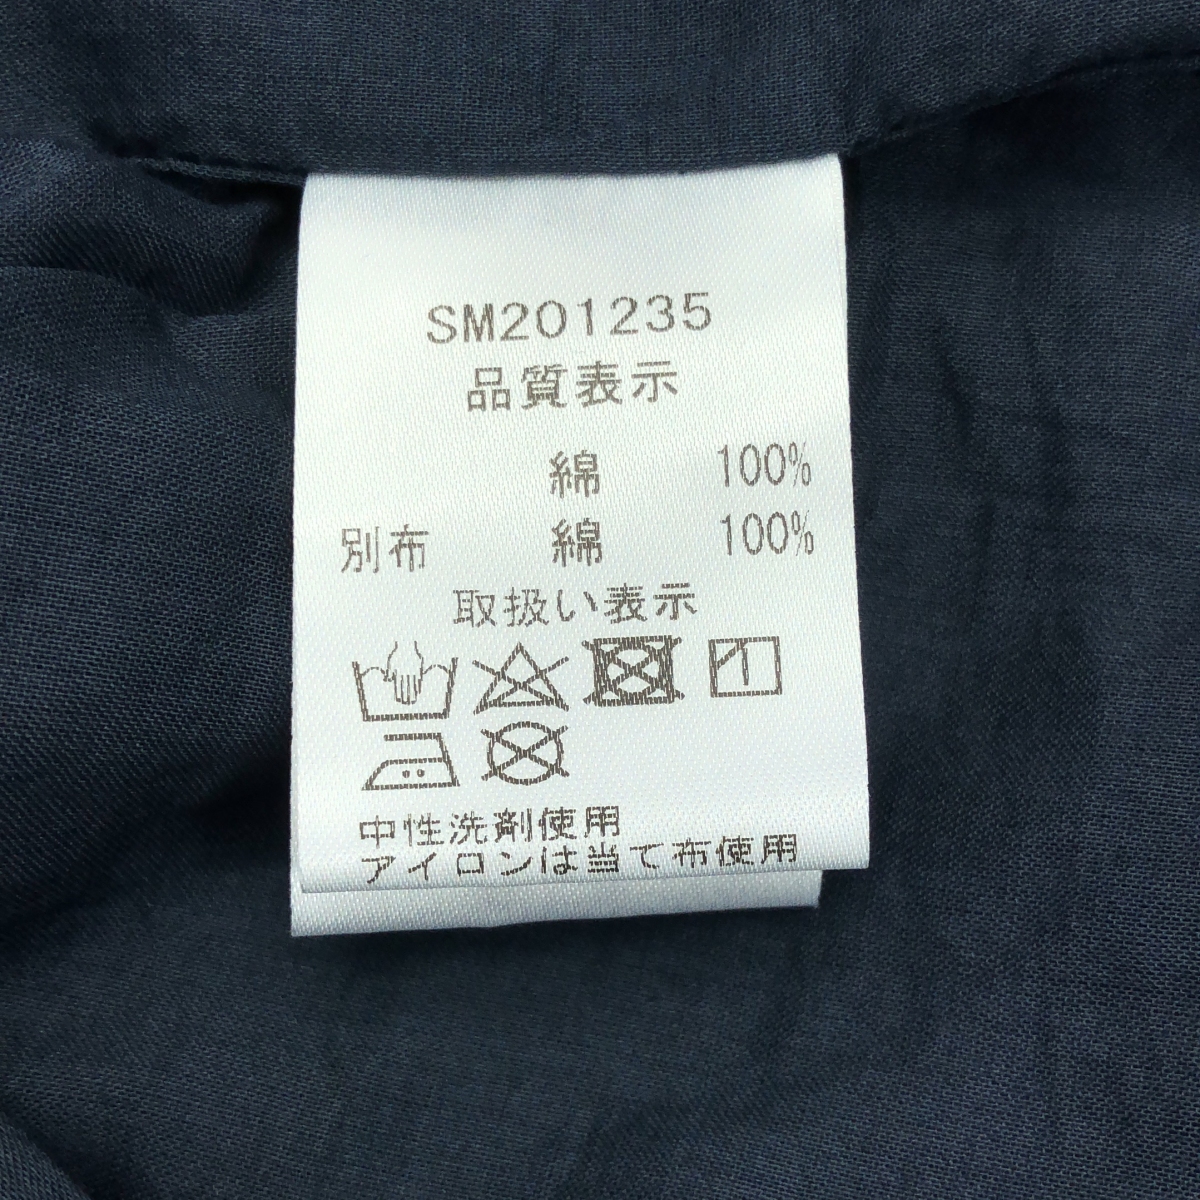 SM201235
品質表示
綿 100%
別布 綿 100%
取扱い表示
中性洗剤使用
アイロンは当て布使用